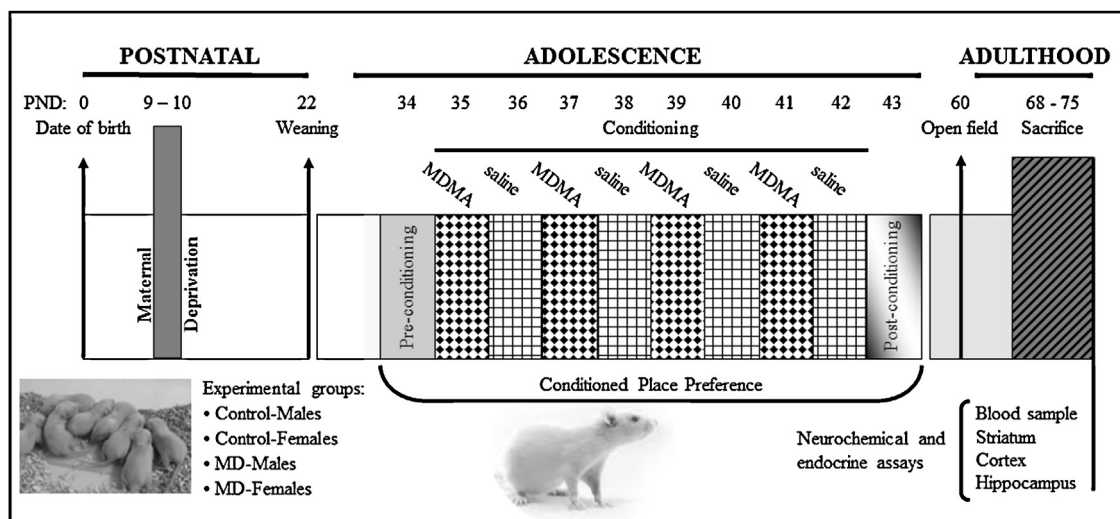 POSTNATAL ADOLESCENCE ADULTHOOD
PND: 0 9 – 10 22 34 35 36 37 38 39 40 41 42 43 60 68 - 75
Date of birth Weaning Conditioning Open field Sacrifice
MDMA saline MDMA saline MDMA saline MDMA saline
Maternal
Deprivation
Pre-conditioning
Post-conditioning
Conditioned Place Preference
Experimental groups:
• Control-Males
• Control-Females
• MD-Males
• MD-Females
Neurochemical and
endocrine assays
Blood sample
Striatum
Cortex
Hippocampus